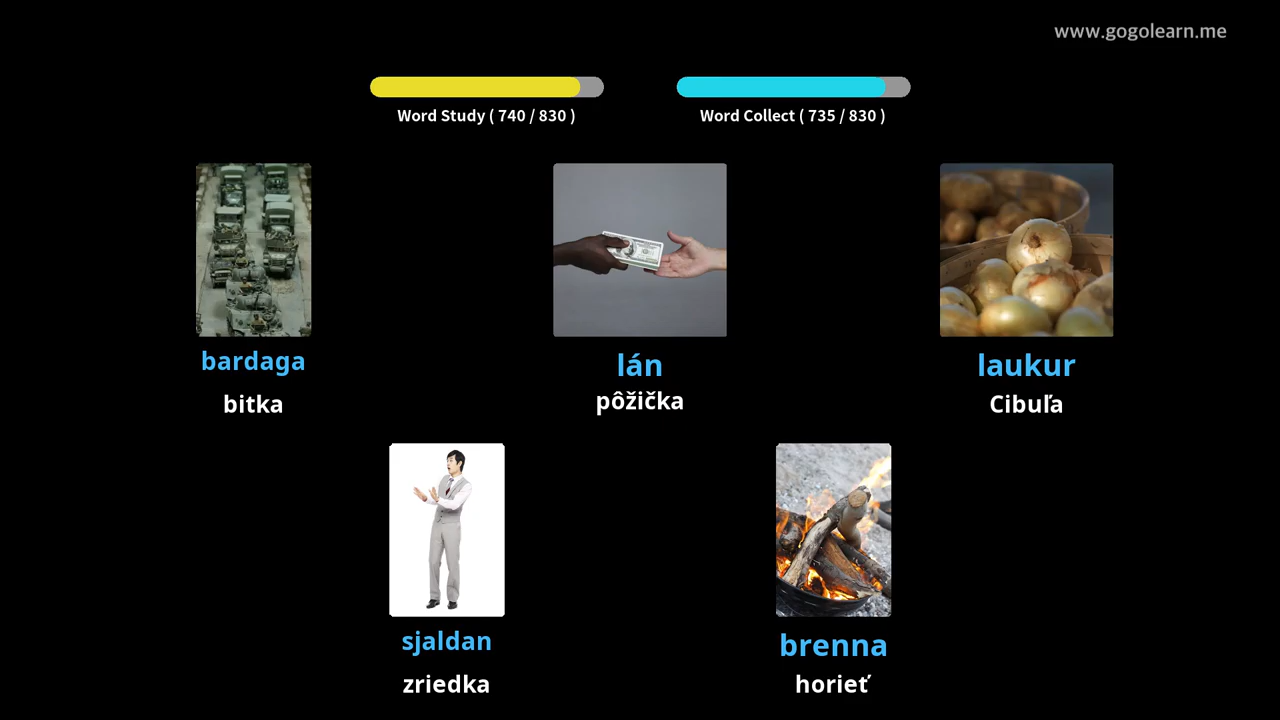 www.gogolearn.me
Word Study ( 740 / 830 )
Word Collect ( 735 / 830 )
bardaga
bitka
lán
pôžička
laukur
Cibuľa
sjaldan
zriedka
brenna
horieť